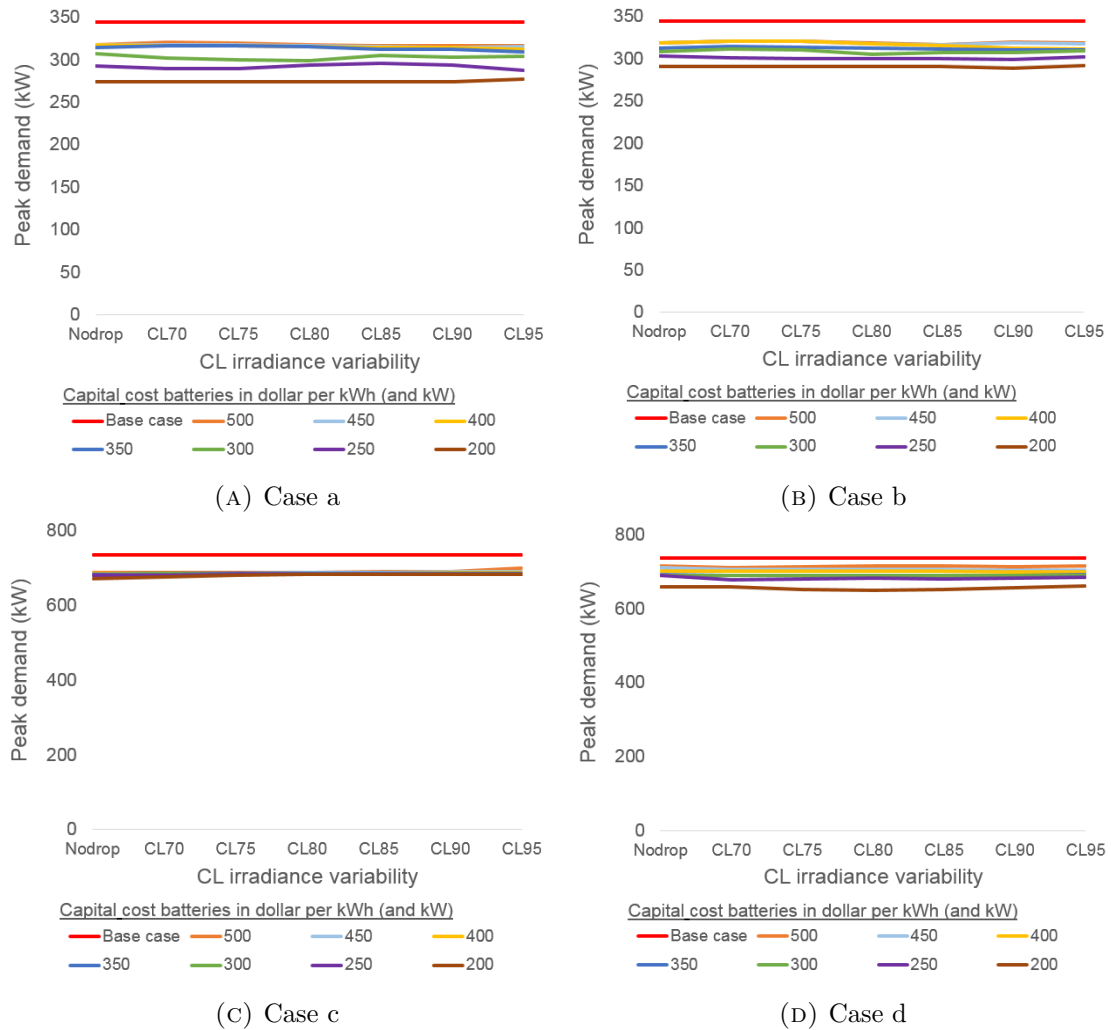 350
300
250
200
150
100
50
0
Peak demand (kW)
Nodrop CL70 CL75 CL80 CL85 CL90 CL95
CL irradiance variability
Capital cost batteries in dollar per kWh (and kW)
Base case 500 450 400
350 300 250 200
(A) Case a
350
300
250
200
150
100
50
0
Peak demand (kW)
Nodrop CL70 CL75 CL80 CL85 CL90 CL95
CL irradiance variability
Capital cost batteries in dollar per kWh (and kW)
Base case 500 450 400
350 300 250 200
(B) Case b
800
600
400
200
0
Peak demand (kW)
Nodrop CL70 CL75 CL80 CL85 CL90 CL95
CL irradiance variability
Capital cost batteries in dollar per kWh (and kW)
Base case 500 450 400
350 300 250 200
(C) Case c
800
600
400
200
0
Peak demand (kW)
Nodrop CL70 CL75 CL80 CL85 CL90 CL95
CL irradiance variability
Capital cost batteries in dollar per kWh (and kW)
Base case 500 450 400
350 300 250 200
(D) Case d